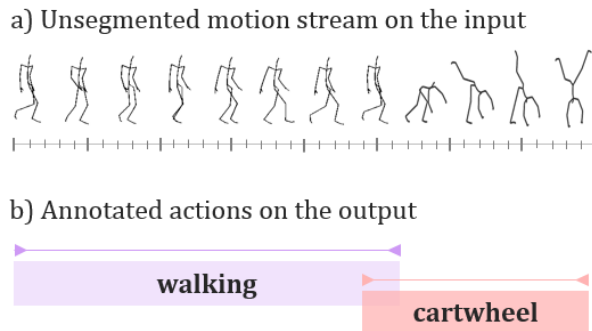 a) Unsegmented motion stream on the input
b) Annotated actions on the output
walking
cartwheel